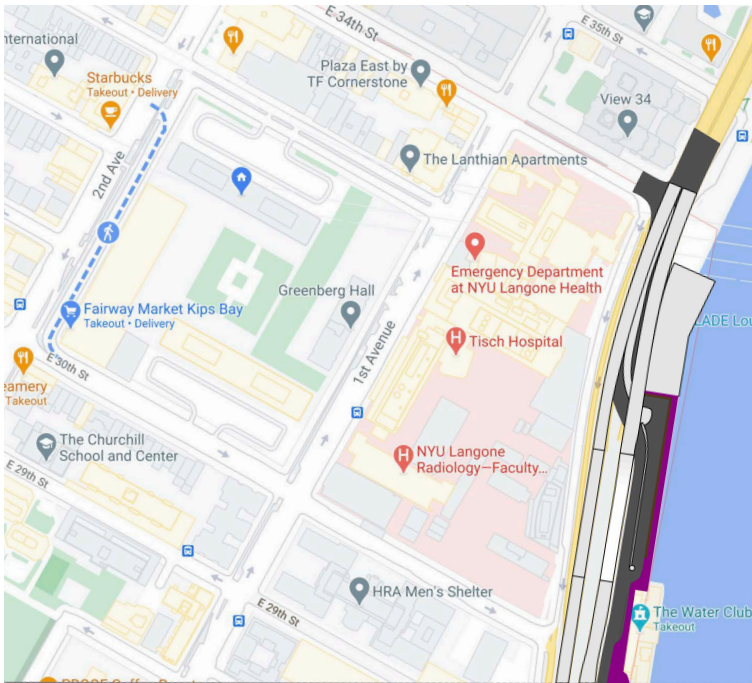 E 34th St
E 35th St
nternational
Plaza East by
TF Cornerstone
Starbucks
Takeout • Delivery
View 34
2nd Ave
The Lanthian Apartments
Emergency Department
at NYU Langone Health
Greenberg Hall
Fairway Market Kips Bay
Takeout • Delivery
LADE Lou
1st Avenue
H Tisch Hospital
E 30th St
eamery
Takeout
The Churchill
School and Center
H NYU Langone
Radiology—Faculty...
E 29th St
HRA Men's Shelter
E 29th St
The Water Club
Takeout